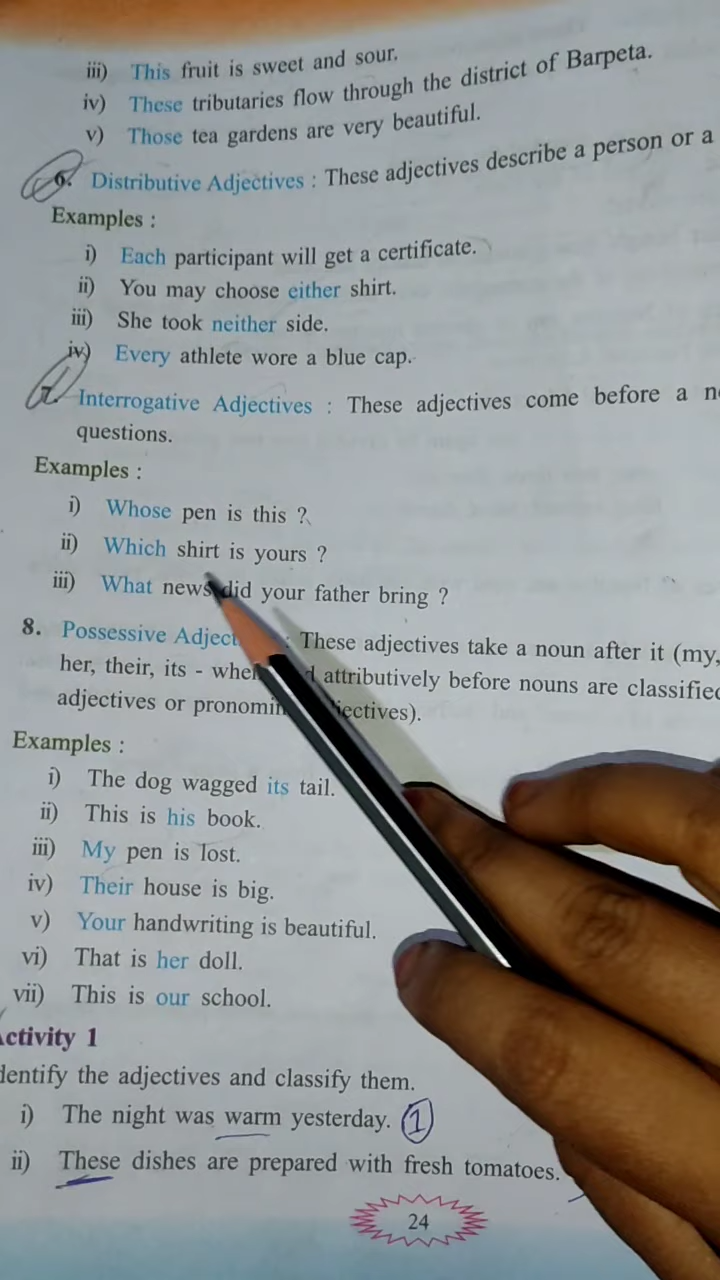 iii) This fruit is sweet and sour.
iv) These tributaries flow through the district of Barpeta.
v) Those tea gardens are very beautiful.
6. Distributive Adjectives : These adjectives describe a person or a
Examples :
i) Each participant will get a certificate.
ii) You may choose either shirt.
iii) She took neither side.
iv) Every athlete wore a blue cap.
7. Interrogative Adjectives : These adjectives come before a
questions.
Examples :
i) Whose pen is this ?
ii) Which shirt is yours ?
iii) What news did your father bring ?
8. Possessive : These adjectives take a noun after it (my,
her, their, its - attributively before nouns are
adjectives or
Examples :
i) The dog wagged its tail.
ii) This is his book.
iii) My pen is lost.
iv) Their house is big.
v) Your handwriting is beautiful.
vi) That is her doll.
vii) This is our school.
ctivity 1
dentify the adjectives and classify them.
i) The night was warm yesterday. 1
ii) These dishes are prepared with fresh tomatoes.
24